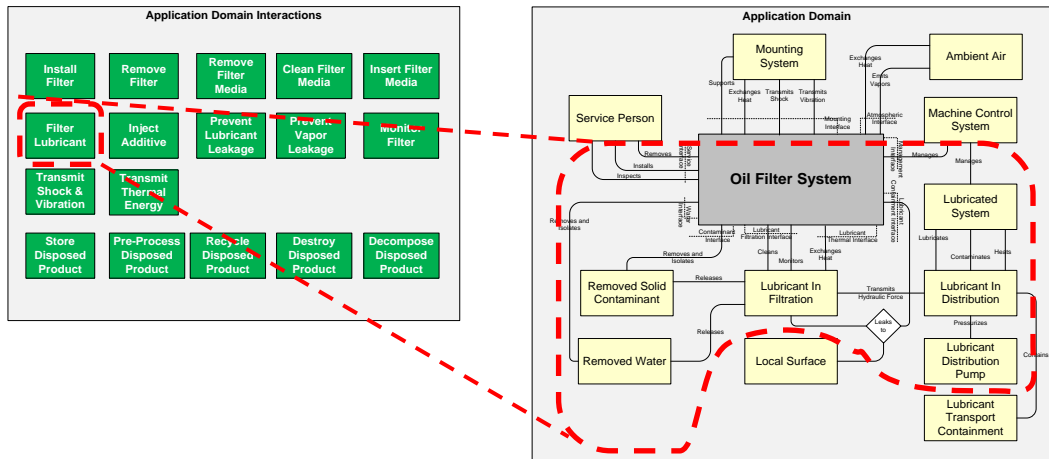 Application Domain Interactions
Install
Filter
Remove
Filter
Remove
Filter
Media
Clean Filter
Media
Insert Filter
Media
Filter
Lubricant
Inject
Additive
Prevent
Lubricant
Leakage
Prevent
Vapor
Leakage
Monitor
Filter
Transmit
Shock &
Vibration
Transmit
Thermal
Energy
Store
Disposed
Product
Pre-Process
Disposed
Product
Recycle
Disposed
Product
Destroy
Disposed
Product
Decompose
Disposed
Product
Application Domain
Mounting
System
Ambient Air
Exchanges
Heat
Emits
Vapors
Supports
Exchanges
Heat
Transmits
Shock
Transmits
Vibration
Service Person
Machine Control
System
Mounting
Interface
Atmospheric
Interface
Removes
Installs
Inspects
Service
Interface
Management
Interface
Manages
Manages
Oil Filter System
Water
Interface
Lubricant
Containment Interface
Lubricated
System
Removes and
Isolates
Contaminant
Interface
Lubricant
Filtration Interface
Lubricant
Thermal Interface
Lubricates
Contaminates
Heats
Removes and
Isolates
Cleans
Monitors
Exchanges
Heat
Removed Solid
Contaminant
Releases
Lubricant In
Filtration
Transmits
Hydraulic Force
Lubricant In
Distribution
Leaks
to
Pressurizes
Releases
Removed Water
Local Surface
Lubricant
Distribution
Pump
Contains
Lubricant
Transport
Containment